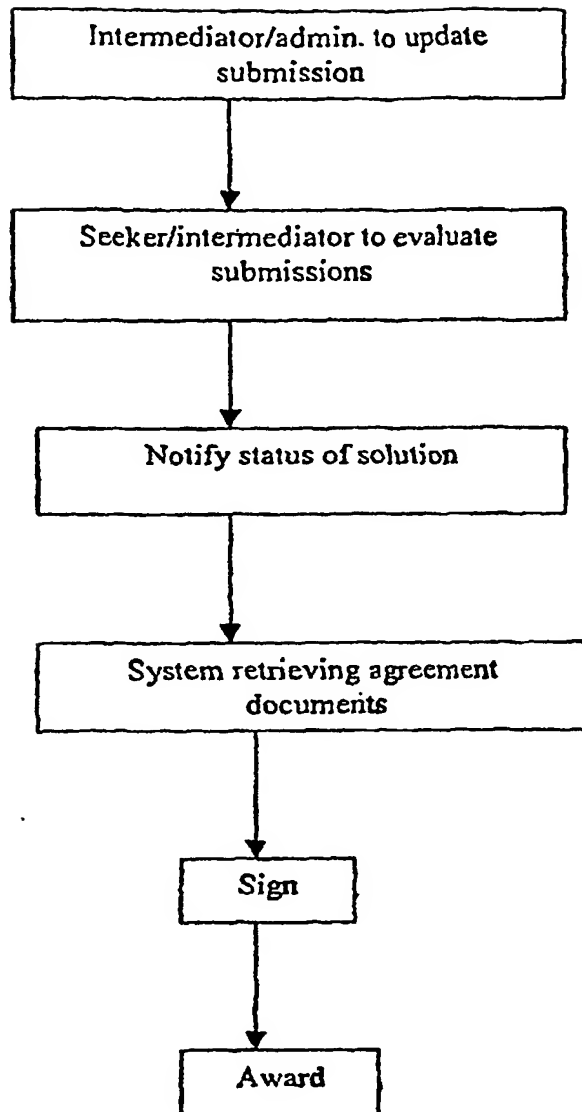 Intermediator/admin. to update
submission
Seeker/intermediator to evaluate
submissions
Notify status of solution
System retrieving agreement
documents
Sign
Award